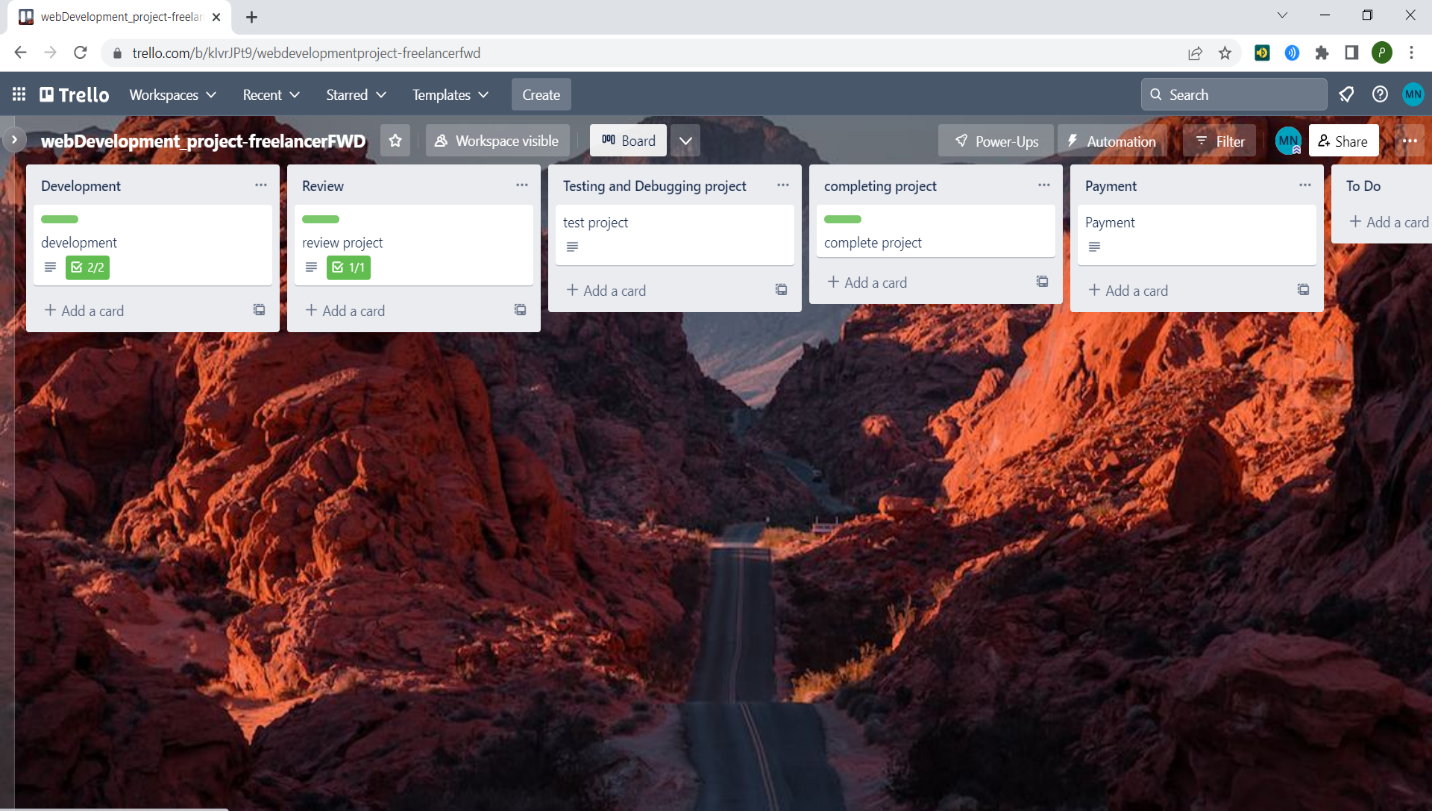 webDevelopment_project-freelan
trello.com/b/kIvrJPt9/webdevelopmentproject-freelancerfwd
P
Trello Workspaces Recent Starred Templates Create Search MN
webDevelopment_project-freelancerFWD Workspace visible Board Power-Ups Automation Filter MN Share
Development
development
2/2
Add a card
Review
review project
1/1
Add a card
Testing and Debugging project
test project
Add a card
completing project
complete project
Add a card
Payment
Payment
Add a card
To Do
Add a card